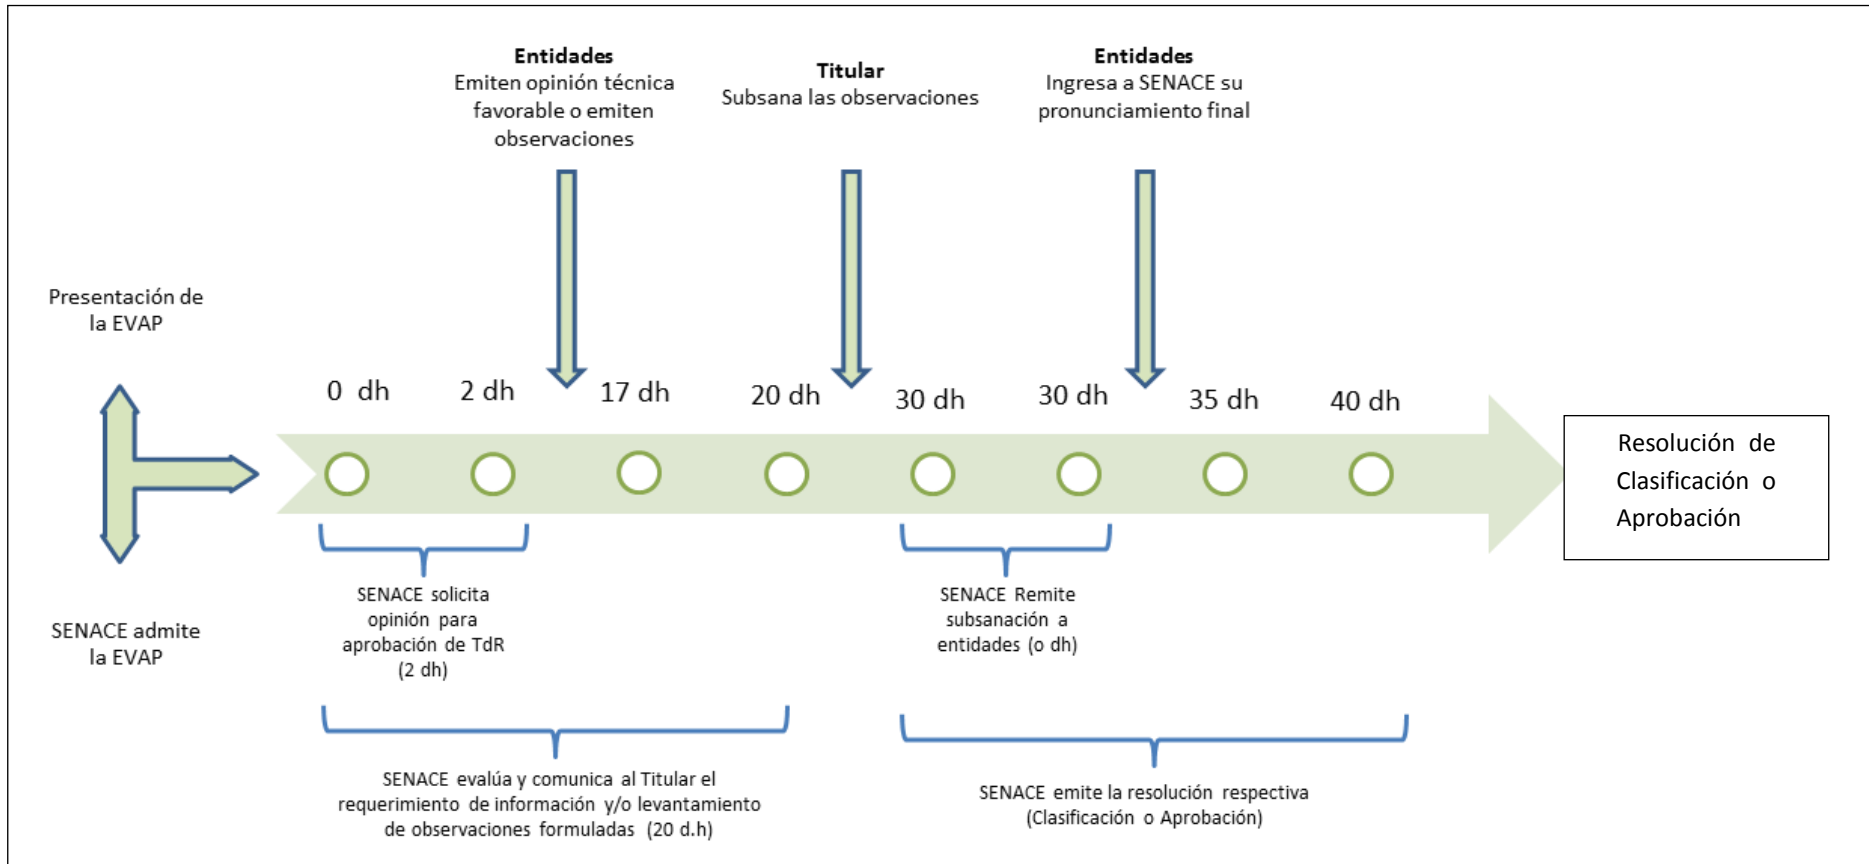 Entidades
Emiten opinión técnica
favorable o emiten
observaciones
Titular
Subsana las observaciones
Entidades
Ingresa a SENACE su
pronunciamiento final
Presentación de
la EVAP
0 dh
2 dh
17 dh
20 dh
30 dh
30 dh
35 dh
40 dh
Resolución de
Clasificación o
Aprobación
SENACE admite
la EVAP
SENACE solicita
opinión para
aprobación de TdR
(2 dh)
SENACE Remite
subsanación a
entidades (o dh)
SENACE evalúa y comunica al Titular el
requerimiento de información y/o levantamiento
de observaciones formuladas (20 d.h)
SENACE emite la resolución respectiva
(Clasificación o Aprobación)